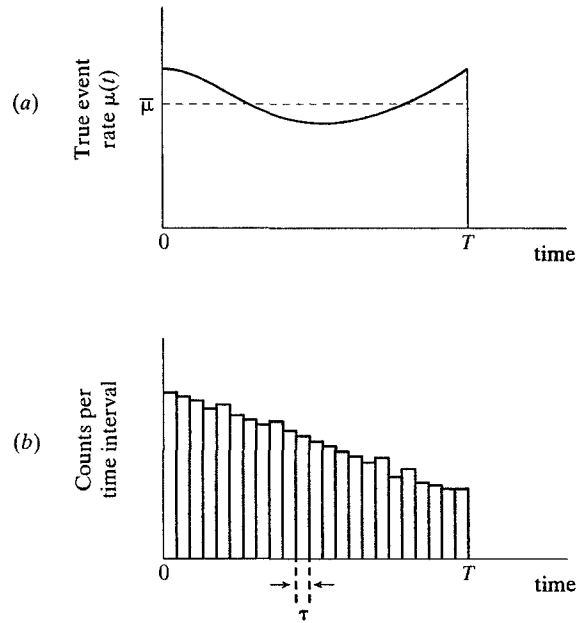 (a)
True event
rate μ(t)
μ̅
0
T
time
(b)
Counts per
time interval
0
T
time
τ